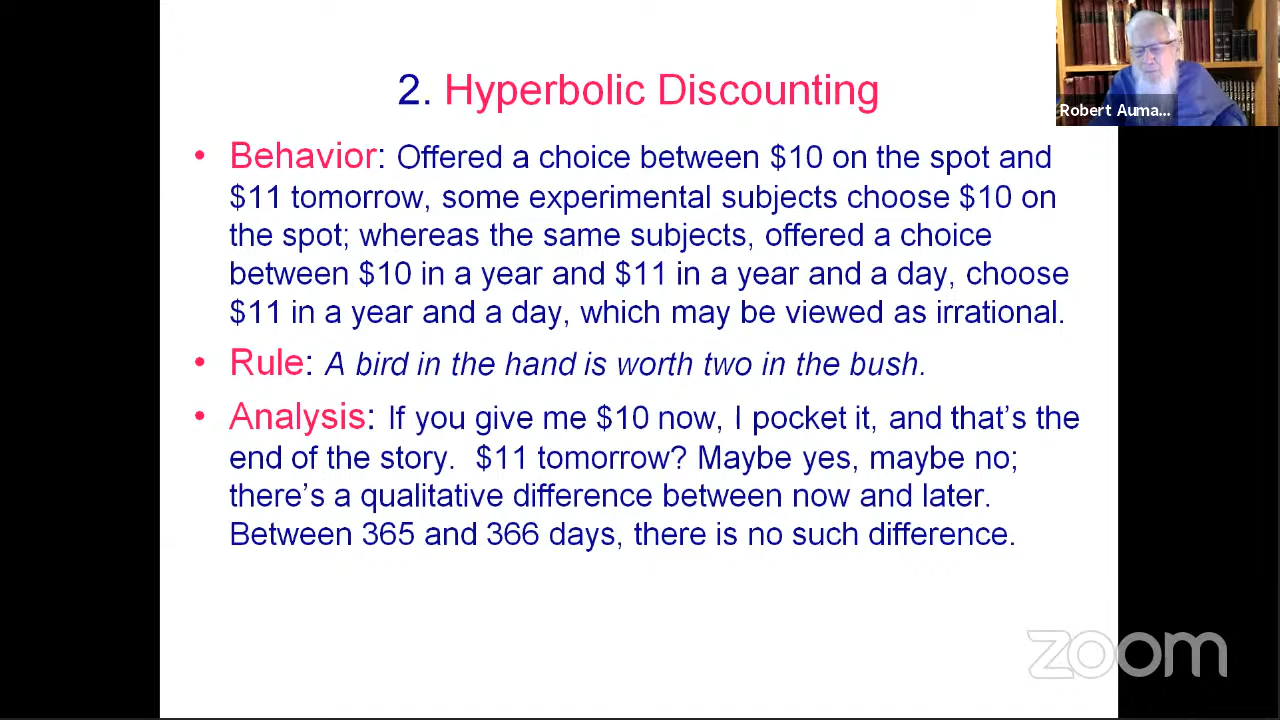 2. Hyperbolic Discounting
Robert Auma...
• Behavior: Offered a choice between $10 on the spot and
$11 tomorrow, some experimental subjects choose $10 on
the spot; whereas the same subjects, offered a choice
between $10 in a year and $11 in a year and a day, choose
$11 in a year and a day, which may be viewed as irrational.
• Rule: A bird in the hand is worth two in the bush.
• Analysis: If you give me $10 now, I pocket it, and that's the
end of the story. $11 tomorrow? Maybe yes, maybe no;
there's a qualitative difference between now and later.
Between 365 and 366 days, there is no such difference.
zoom